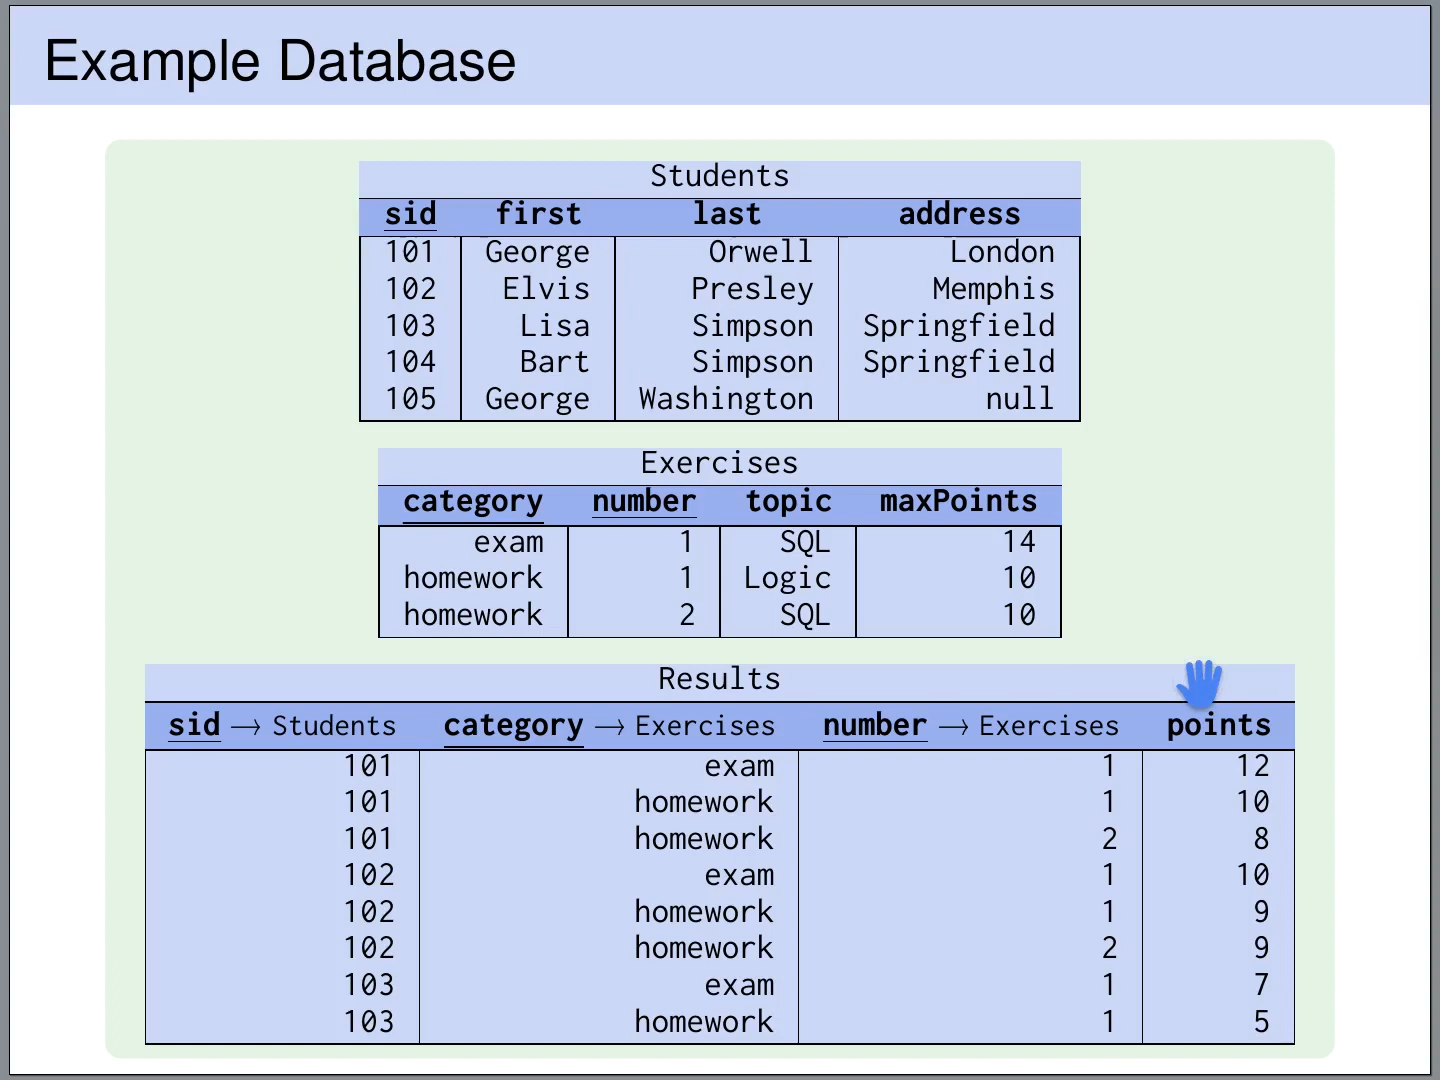 Example Database
Students
sid first last address
101 George Orwell London
102 Elvis Presley Memphis
103 Lisa Simpson Springfield
104 Bart Simpson Springfield
105 George Washington null
Exercises
category number topic maxPoints
exam 1 SQL 14
homework 1 Logic 10
homework 2 SQL 10
Results
sid → Students category → Exercises number → Exercises points
101 exam 1 12
101 homework 1 10
101 homework 2 8
102 exam 1 10
102 homework 1 9
102 homework 2 9
103 exam 1 7
103 homework 1 5